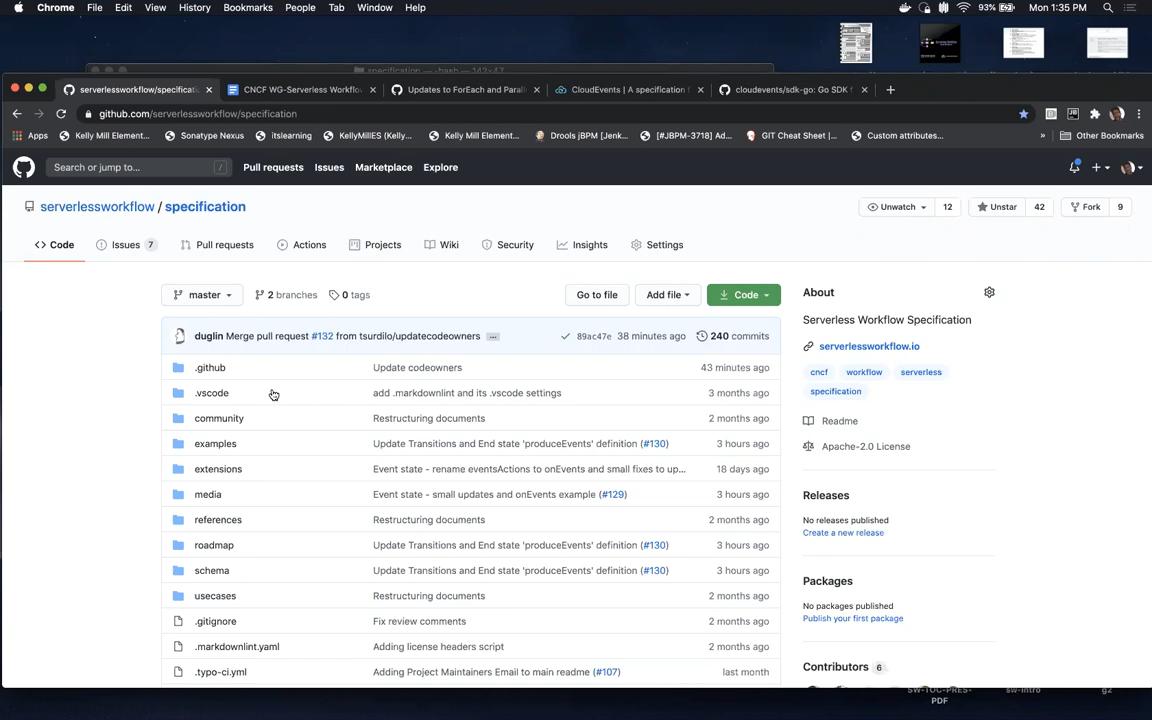 Chrome File Edit View History Bookmarks People Tab Window Help 93% Mon 1:35 PM
specification — -bash — 142×47
serverlessworkflow/specificati CNCF WG-Serverless Workflow Updates to ForEach and Paralle CloudEvents | A specification f cloudevents/sdk-go: Go SDK f
github.com/serverlessworkflow/specification
Apps Kelly Mill Element... Sonatype Nexus itslearning KellyMillES (Kelly... Kelly Mill Element... Drools jBPM [Jenk... [#JBPM-3718] Ad... GIT Cheat Sheet |... Custom attributes... » Other Bookmarks
Search or jump to... / Pull requests Issues Marketplace Explore
serverlessworkflow / specification Unwatch 12 Unstar 42 Fork 9
Code Issues 7 Pull requests Actions Projects Wiki Security Insights Settings
master 2 branches 0 tags Go to file Add file Code
duglin Merge pull request #132 from tsurdilo/updatecodeowners ... 89ac47e 38 minutes ago 240 commits
.github Update codeowners 43 minutes ago
.vscode add .markdownlint and its .vscode settings 3 months ago
community Restructuring documents 2 months ago
examples Update Transitions and End state 'produceEvents' definition (#130) 3 hours ago
extensions Event state - rename eventsActions to onEvents and small fixes to up... 18 days ago
media Event state - small updates and onEvents example (#129) 3 hours ago
references Restructuring documents 2 months ago
roadmap Update Transitions and End state 'produceEvents' definition (#130) 3 hours ago
schema Update Transitions and End state 'produceEvents' definition (#130) 3 hours ago
usecases Restructuring documents 2 months ago
.gitignore Fix review comments 2 months ago
.markdownlint.yaml Adding license headers script 2 months ago
.typo-ci.yml Adding Project Maintainers Email to main readme (#107) last month
About
Serverless Workflow Specification
serverlessworkflow.io
cncf workflow serverless
specification
Readme
Apache-2.0 License
Releases
No releases published
Create a new release
Packages
No packages published
Publish your first package
Contributors 6
SW-TOC-PRES-
PDF
sw-intro
g2